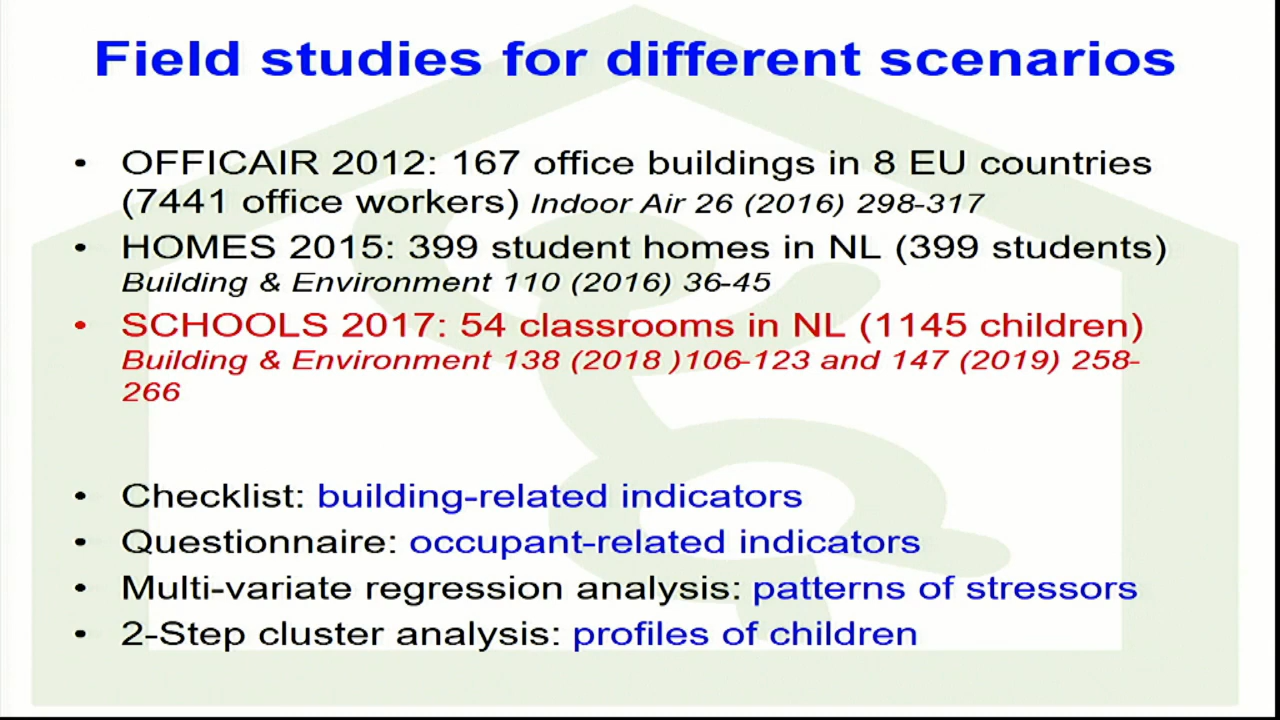 Field studies for different scenarios
• OFFICAIR 2012: 167 office buildings in 8 EU countries
(7441 office workers) Indoor Air 26 (2016) 298-317
• HOMES 2015: 399 student homes in NL (399 students)
Building & Environment 110 (2016) 36-45
• SCHOOLS 2017: 54 classrooms in NL (1145 children)
Building & Environment 138 (2018 )106-123 and 147 (2019) 258-
266
• Checklist: building-related indicators
• Questionnaire: occupant-related indicators
• Multi-variate regression analysis: patterns of stressors
• 2-Step cluster analysis: profiles of children